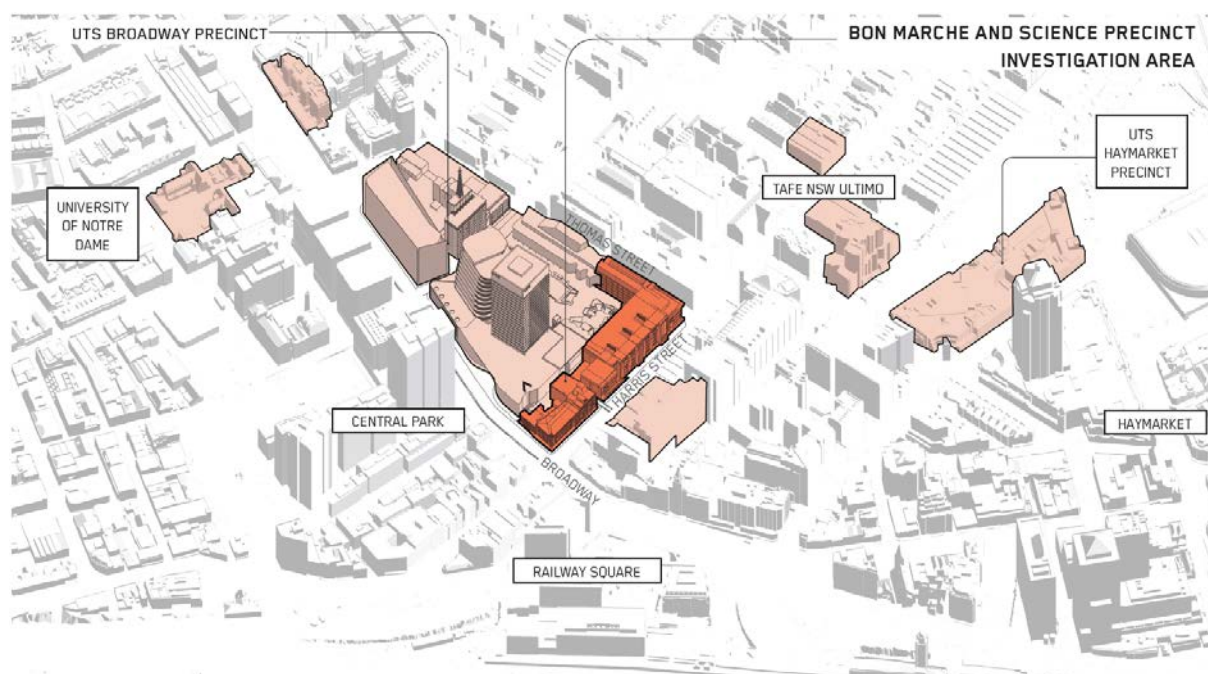 UTS BROADWAY PRECINCT
BON MARCHE AND SCIENCE PRECINCT
INVESTIGATION AREA
UTS
HAYMARKET
PRECINCT
TAFE NSW ULTIMO
UNIVERSITY
OF NOTRE
DAME
THOMAS STREET
HARRIS STREET
CENTRAL PARK
HAYMARKET
BROADWAY
RAILWAY SQUARE